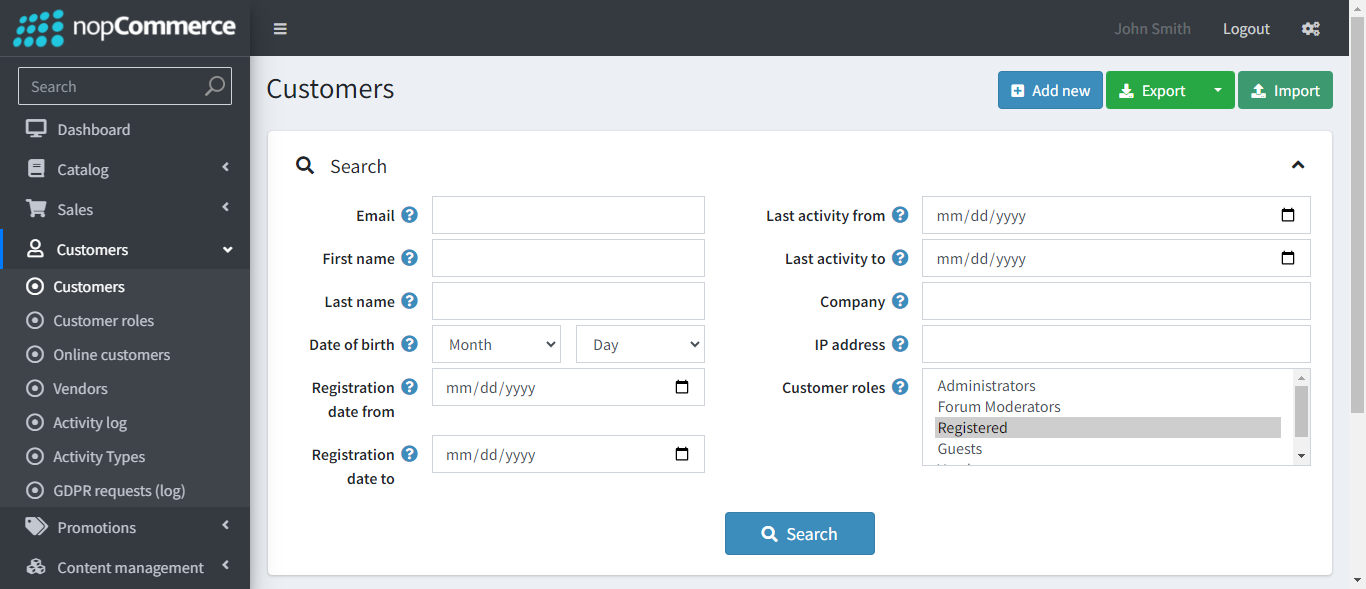 nopCommerce
John Smith
Logout
Search
Customers
Add new
Export
Import
Dashboard
Catalog
Sales
Customers
Customers
Customer roles
Online customers
Vendors
Activity log
Activity Types
GDPR requests (log)
Promotions
Content management
Search
Email
First name
Last name
Date of birth
Month
Day
Registration
date from
mm/dd/yyyy
Registration
date to
mm/dd/yyyy
Last activity from
mm/dd/yyyy
Last activity to
mm/dd/yyyy
Company
IP address
Customer roles
Administrators
Forum Moderators
Registered
Guests
Search